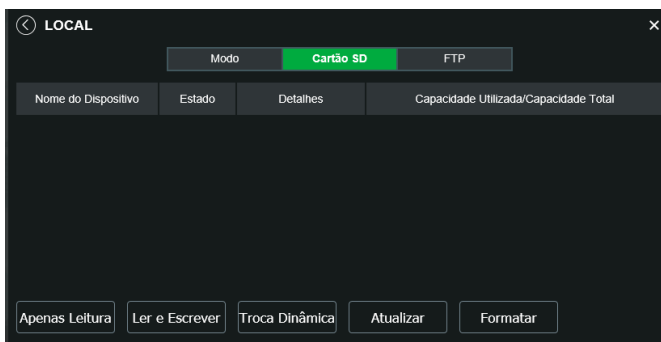 LOCAL
Modo Cartão SD FTP
Nome do Dispositivo Estado Detalhes Capacidade Utilizada/Capacidade Total
Apenas Leitura Ler e Escrever Troca Dinâmica Atualizar Formatar